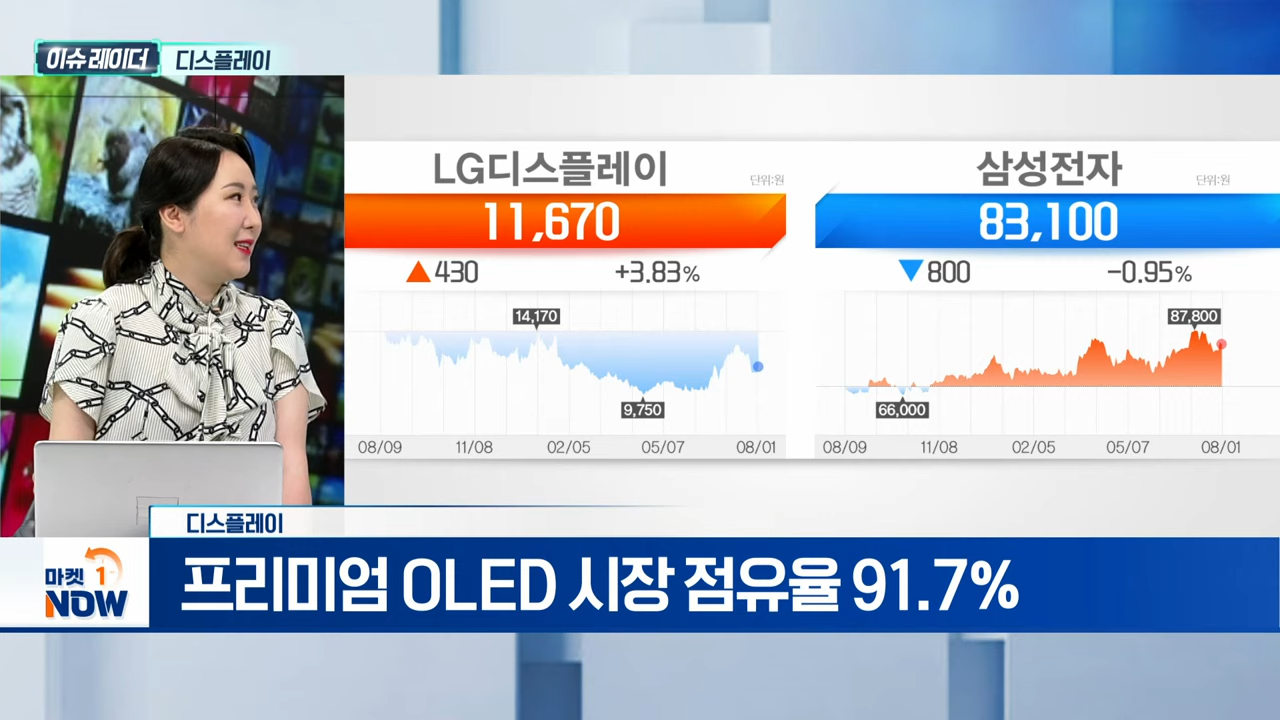 이슈 레이더 디스플레이
LG디스플레이
단위:원
11,670
▲430 +3.83%
14,170
9,750
08/09 11/08 02/05 05/07 08/01
삼성전자
단위:원
83,100
▼800 -0.95%
87,800
66,000
08/09 11/08 02/05 05/07 08/01
디스플레이
마켓 1
NOW
프리미엄 OLED 시장 점유율 91.7%